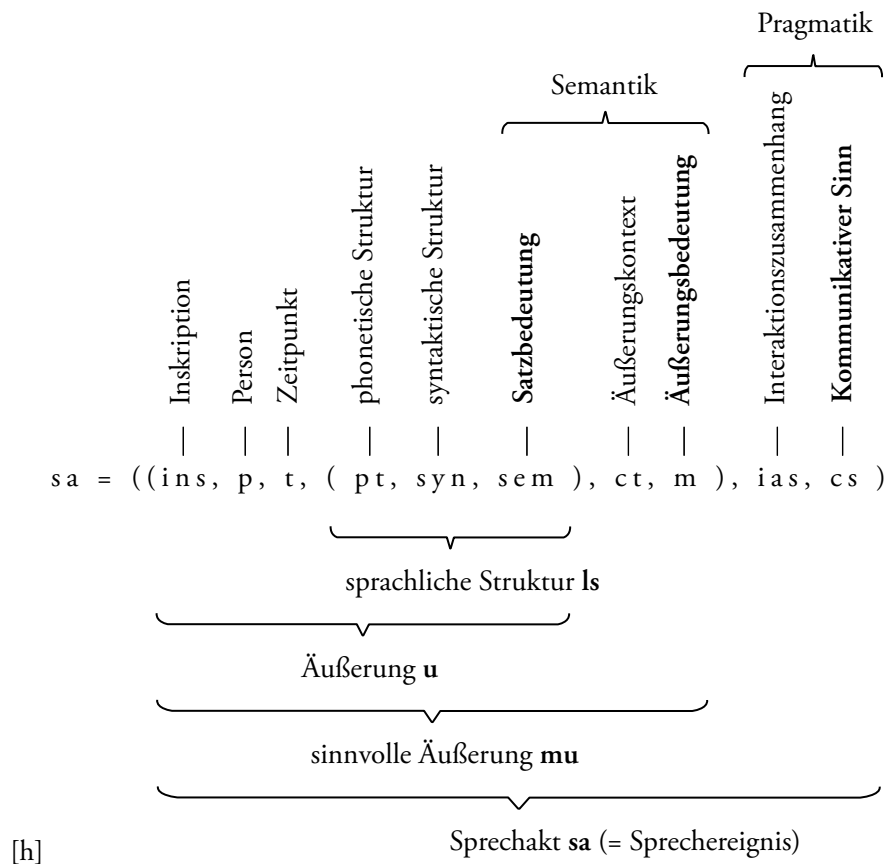 Pragmatik
Semantik
Inskription
Person
Zeitpunkt
phonetische Struktur
syntaktische Struktur
Satzbedeutung
Äußerungskontext
Äußerungsbedeutung
Interaktionszusammenhang
Kommunikativer Sinn
sa = ((ins, p, t, ( pt, syn, sem ), ct, m ), ias, cs )
sprachliche Struktur ls
Äußerung u
sinnvolle Äußerung mu
Sprechakt sa (= Sprechereignis)
[h]